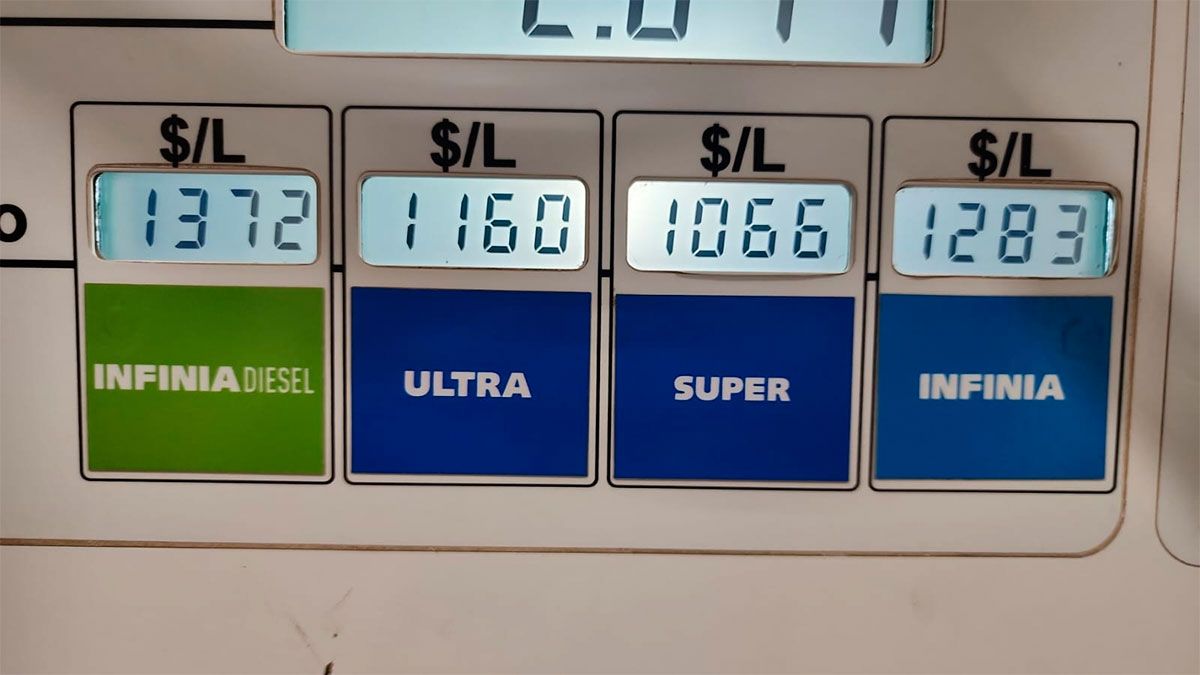 $/L
1372
INFINIA DIESEL
$/L
1160
ULTRA
$/L
1066
SUPER
$/L
1283
INFINIA